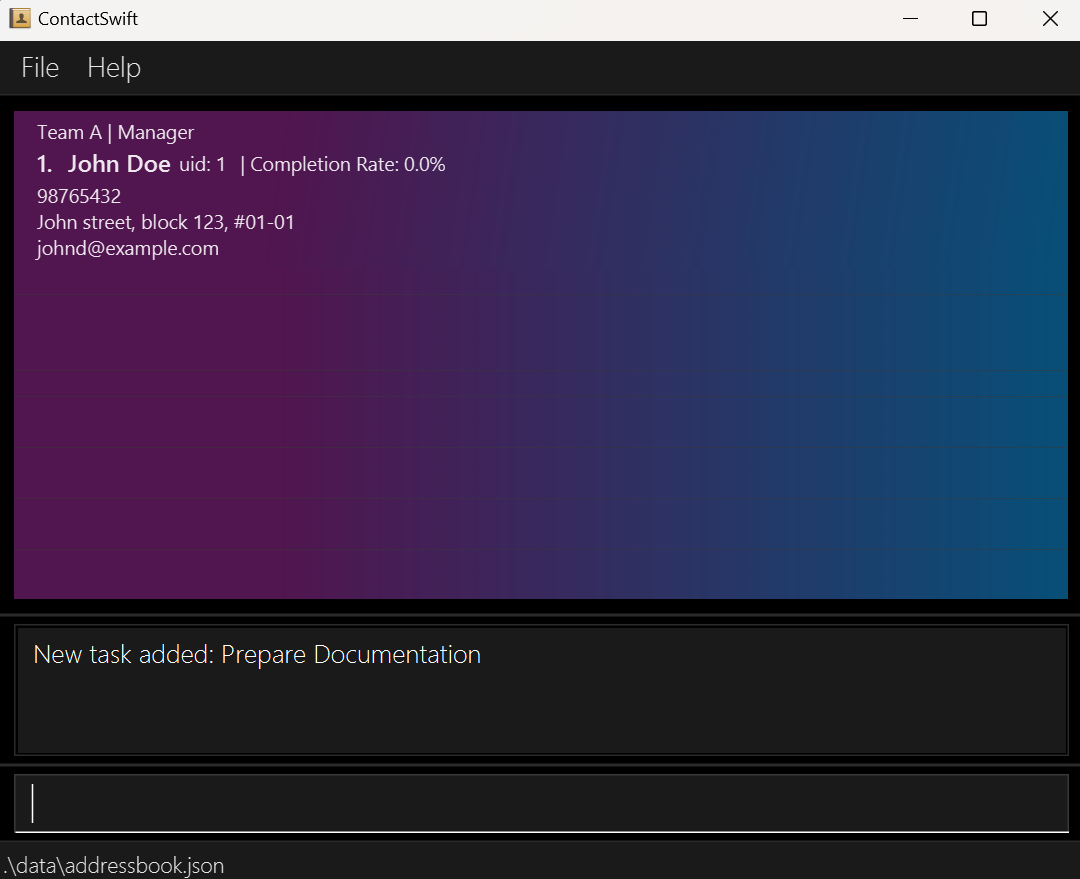 ContactSwift
File Help
Team A | Manager
1. John Doe uid: 1 | Completion Rate: 0.0%
98765432
John street, block 123, #01-01
johnd@example.com
New task added: Prepare Documentation
.\data\addressbook.json